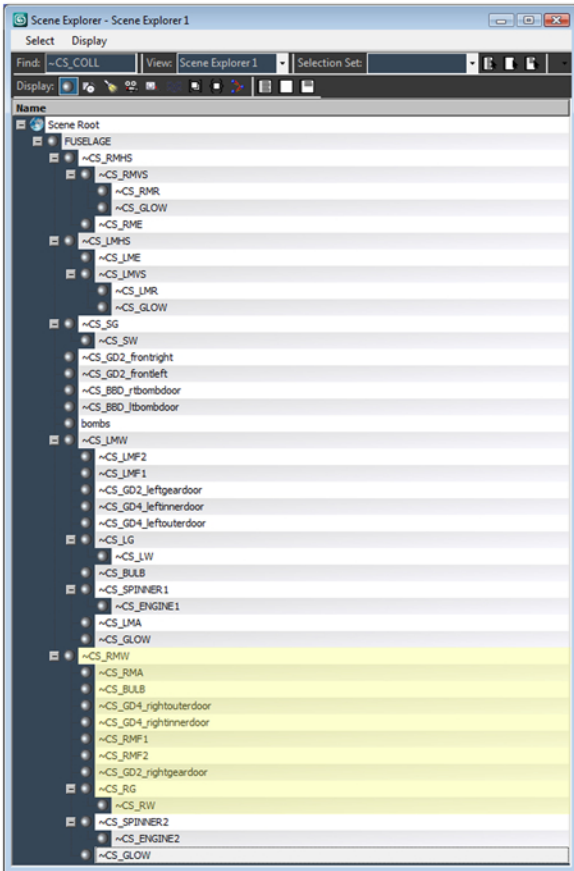 Scene Explorer - Scene Explorer 1
Select Display
Find: ~CS_COLL View: Scene Explorer 1 Selection Set:
Display:
Name
Scene Root
FUSELAGE
~CS_RMHS
~CS_RMVS
~CS_RMR
~CS_GLOW
~CS_RME
~CS_LMHS
~CS_LME
~CS_LMVS
~CS_LMR
~CS_GLOW
~CS_SG
~CS_SW
~CS_GD2_frontright
~CS_GD2_frontleft
~CS_BBD_rtbombdoor
~CS_BBD_ltbombdoor
bombs
~CS_LMW
~CS_LMF2
~CS_LMF1
~CS_GD2_leftgeardoor
~CS_GD4_leftinnerdoor
~CS_GD4_leftouterdoor
~CS_LG
~CS_LW
~CS_BULB
~CS_SPINNER1
~CS_ENGINE1
~CS_LMA
~CS_GLOW
~CS_RMW
~CS_RMA
~CS_BULB
~CS_GD4_rightouterdoor
~CS_GD4_rightinnerdoor
~CS_RMF1
~CS_RMF2
~CS_GD2_rightgeardoor
~CS_RG
~CS_RW
~CS_SPINNER2
~CS_ENGINE2
~CS_GLOW